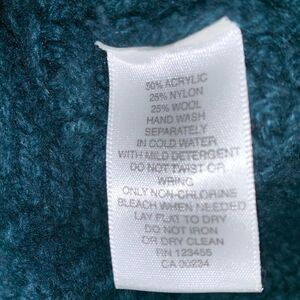 50% ACRYLIC
25% NYLON
25% WOOL
HAND WASH
SEPARATELY
IN COLD WATER
WITH MILD DETERGENT
DO NOT TWIST OR
WRING
ONLY NON-CHLORINE
BLEACH WHEN NEEDED
LAY FLAT TO DRY
DO NOT IRON
OR DRY CLEAN
RN 123455
CA 00234